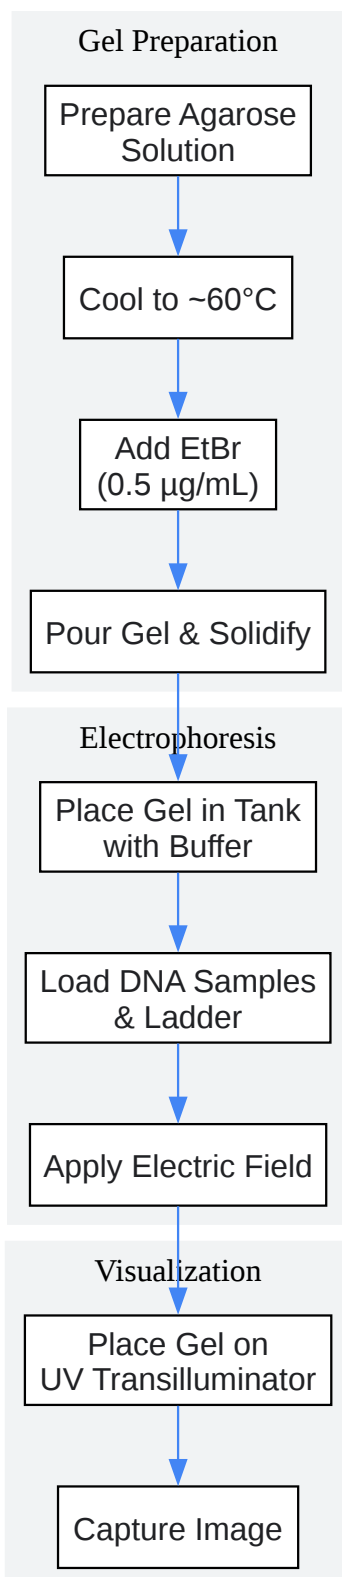 Gel Preparation
Prepare Agarose
Solution
Cool to ~60°C
Add EtBr
(0.5 µg/mL)
Pour Gel & Solidify
Electrophoresis
Place Gel in Tank
with Buffer
Load DNA Samples
& Ladder
Apply Electric Field
Visualization
Place Gel on
UV Transilluminator
Capture Image